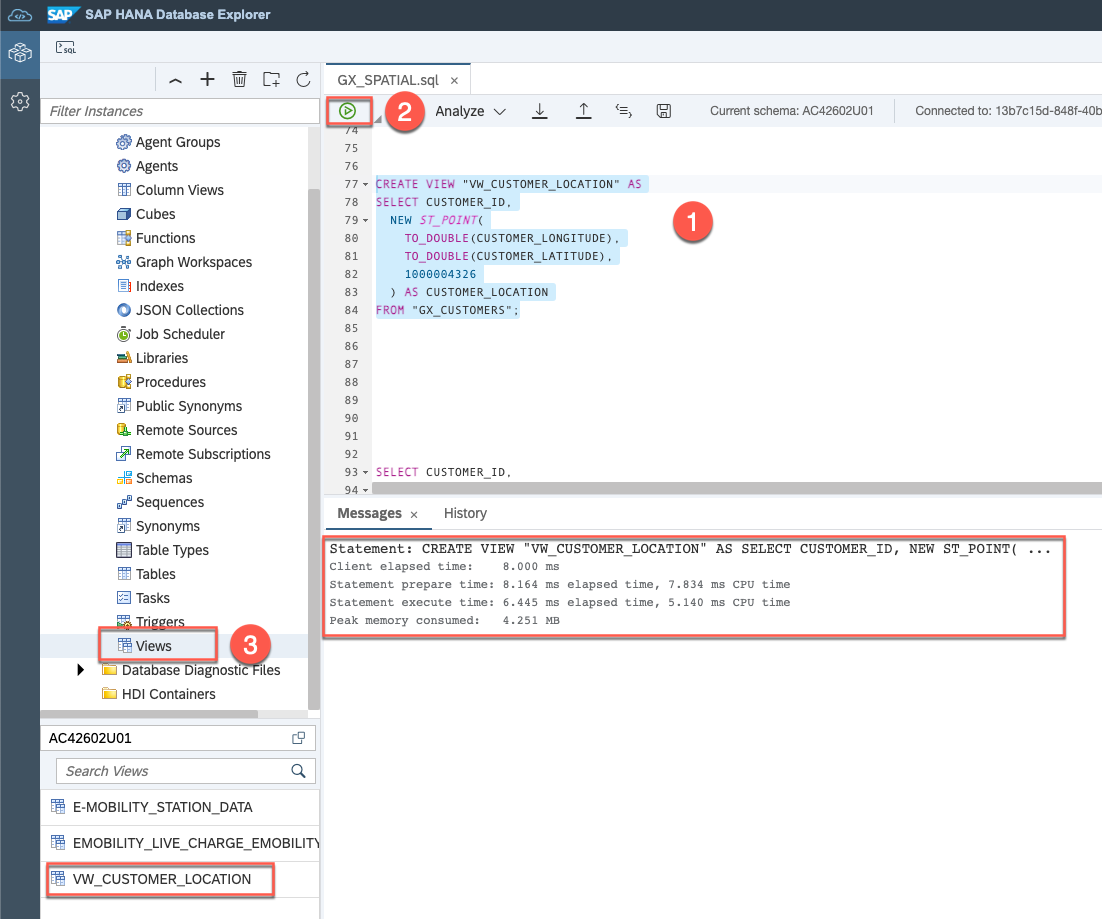 SAP SAP HANA Database Explorer
SQL
GX_SPATIAL.sql ×
Filter Instances
2
Analyze
Current schema: AC42602U01
Connected to: 13b7c15d-848f-40b
Agent Groups
Agents
Column Views
Cubes
Functions
Graph Workspaces
Indexes
JSON Collections
Job Scheduler
Libraries
Procedures
Public Synonyms
Remote Sources
Remote Subscriptions
Schemas
Sequences
Synonyms
Table Types
Tables
Tasks
Triggers
Views
3
Database Diagnostic Files
HDI Containers
AC42602U01
Search Views
E-MOBILITY_STATION_DATA
EMOBILITY_LIVE_CHARGE_EMOBILITY
VW_CUSTOMER_LOCATION
74
75
76
77 CREATE VIEW "VW_CUSTOMER_LOCATION" AS
78 SELECT CUSTOMER_ID,
79 NEW ST_POINT(
80 TO_DOUBLE(CUSTOMER_LONGITUDE),
81 TO_DOUBLE(CUSTOMER_LATITUDE),
82 1000004326
83 ) AS CUSTOMER_LOCATION
84 FROM "GX_CUSTOMERS";
1
85
86
87
88
89
90
91
92
93 SELECT CUSTOMER_ID,
94
Messages ×
History
Statement: CREATE VIEW "VW_CUSTOMER_LOCATION" AS SELECT CUSTOMER_ID, NEW ST_POINT( ...
Client elapsed time: 8.000 ms
Statement prepare time: 8.164 ms elapsed time, 7.834 ms CPU time
Statement execute time: 6.445 ms elapsed time, 5.140 ms CPU time
Peak memory consumed: 4.251 MB